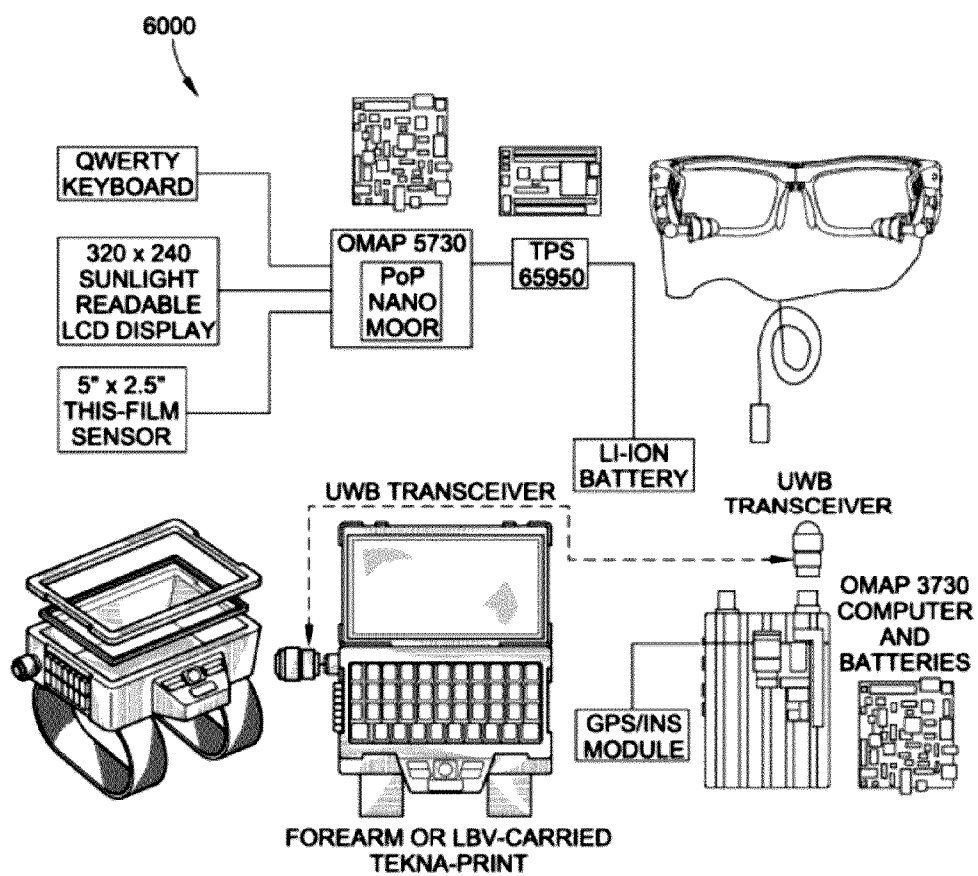 6000
QWERTY
KEYBOARD
320 x 240
SUNLIGHT
READABLE
LCD DISPLAY
5" x 2.5"
THIS-FILM
SENSOR
OMAP 5730
PoP
NANO
MOOR
TPS
65950
LI-ION
BATTERY
UWB TRANSCEIVER
UWB
TRANSCEIVER
OMAP 3730
COMPUTER
AND
BATTERIES
GPS/INS
MODULE
FOREARM OR LBV-CARRIED
TEKNA-PRINT